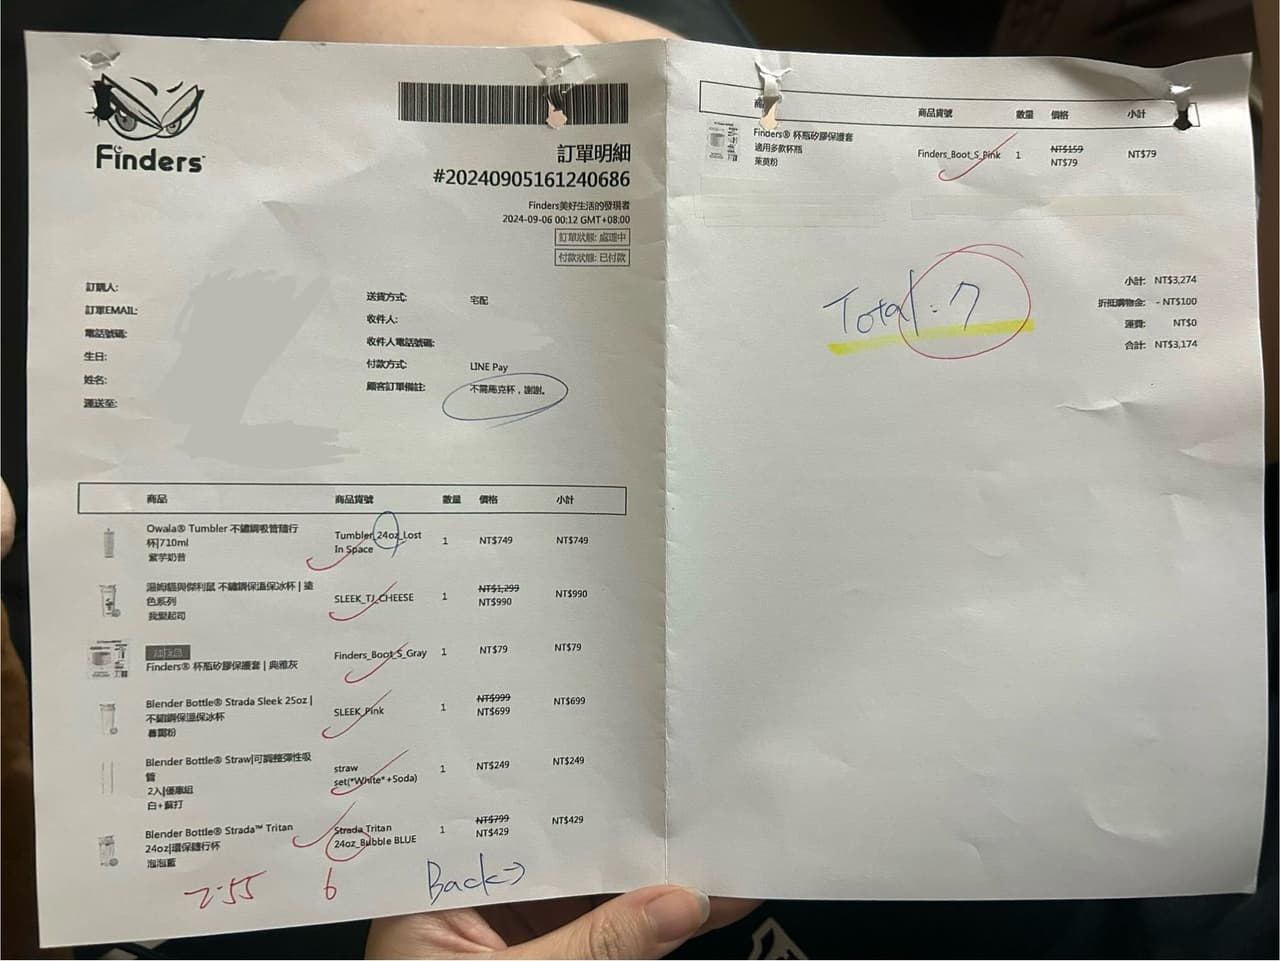 Finders
訂單明細
#20240905161240686
Finders美好生活的發現者
2024-09-06 00:12 GMT+08:00
訂單狀態: 處理中
付款狀態: 已付款
訂購人:
訂單EMAIL:
電話號碼:
生日:
姓名:
運送至:
送貨方式: 宅配
收件人:
收件人電話號碼:
付款方式: LINE Pay
顧客訂單備註: 不需馬克杯，謝謝。
商品 商品貨號 數量 價格 小計
Owala® Tumbler 不鏽鋼吸管隨行
杯|710ml
紫芋奶昔
Tumbler_24oz_Lost
In Space
1 NT$749 NT$749
湯姆貓與傑利鼠 不鏽鋼保溫保冰杯 | 塗
色系列
我愛起司
SLEEK_TJ_CHEESE
1
NT$1,299
NT$990
NT$990
Finders® 杯瓶矽膠保護套 | 典雅灰
Finders_Boot_S_Gray 1 NT$79 NT$79
Blender Bottle® Strada Sleek 25oz |
不鏽鋼保溫保冰杯
暮閣粉
SLEEK_Pink
1
NT$999
NT$699
NT$699
Blender Bottle® Straw|可調整彈性吸
管
2入|優惠組
白+蘇打
straw
set(*White*+Soda)
1 NT$249 NT$249
Blender Bottle® Strada™ Tritan
24oz|環保隨行杯
泡泡藍
Strada Tritan
24oz_Bubble BLUE
1
NT$799
NT$429
NT$429
2:55 6 Back→
商品貨號 數量 價格 小計
Finders® 杯瓶矽膠保護套
適用多款杯瓶
茱萸粉
Finders_Boot_S_Pink 1
NT$159
NT$79
NT$79
Total: 7
小計: NT$3,274
折抵購物金: - NT$100
運費: NT$0
合計: NT$3,174